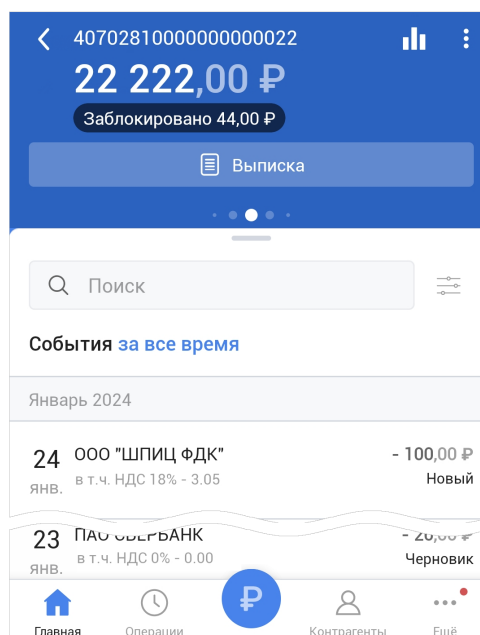 40702810000000000022
22 222,00 ₽
Заблокировано 44,00 ₽
Выписка
Поиск
События за все время
Январь 2024
24 ООО "ШПИЦ ФДК" - 100,00 ₽
янв. в т.ч. НДС 18% - 3.05 Новый
23 ПАО СБЕРБАНК - 20,00 ₽
янв. в т.ч. НДС 0% - 0.00 Черновик
₽
Главная Операции Контрагенты Ещё